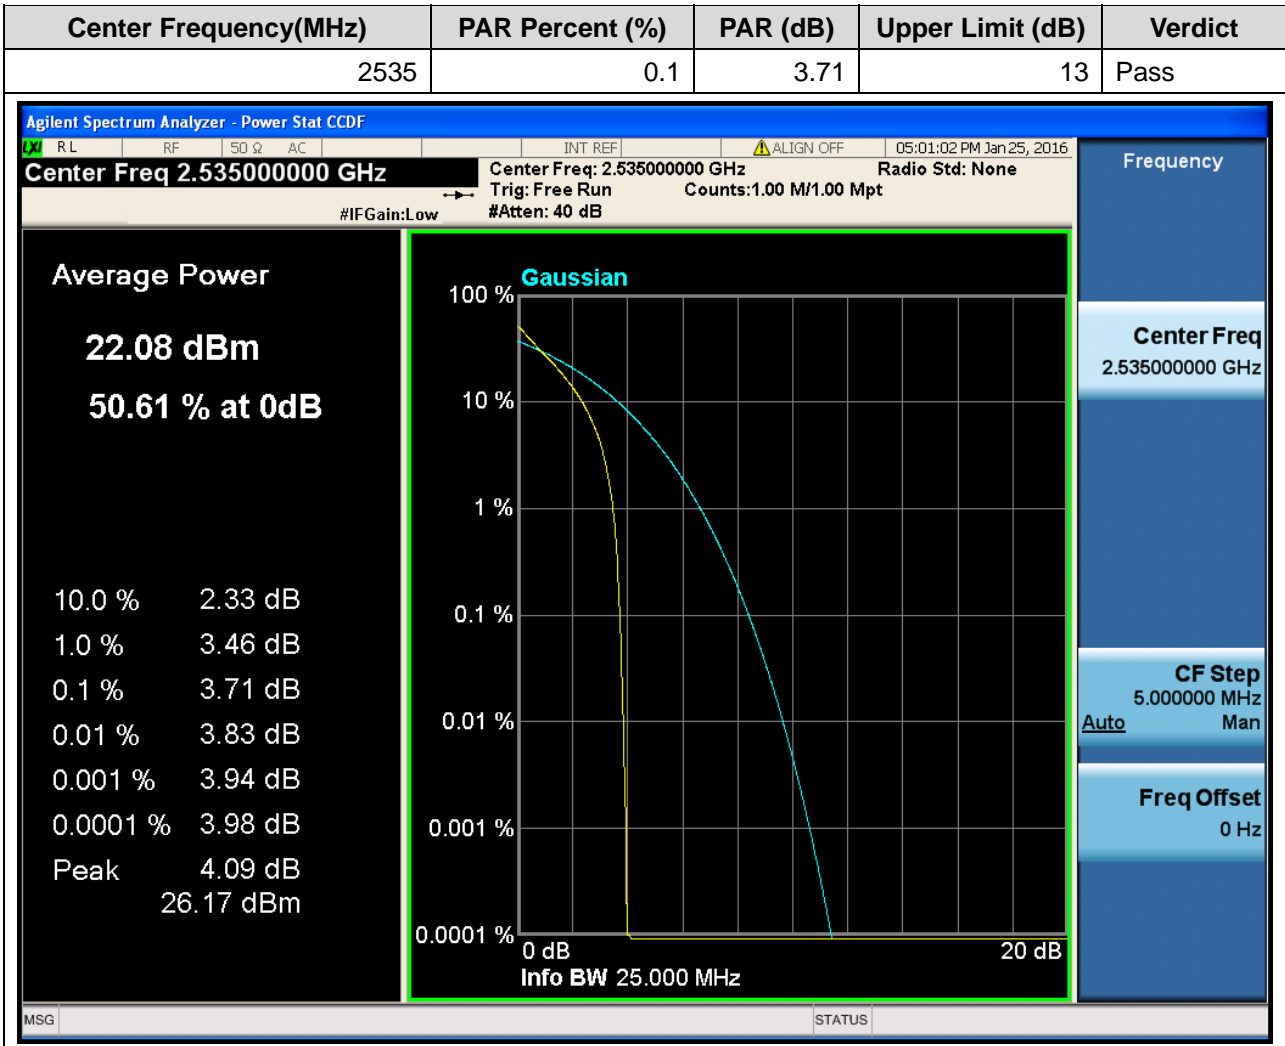 Center Frequency(MHz) PAR Percent (%) PAR (dB) Upper Limit (dB) Verdict
2535 0.1 3.71 13 Pass
Agilent Spectrum Analyzer - Power Stat CCDF
LXI RL RF 50 Ω AC INT REF ALIGN OFF 05:01:02 PM Jan 25, 2016
Center Freq 2.535000000 GHz
Center Freq: 2.535000000 GHz Radio Std: None
Trig: Free Run Counts:1.00 M/1.00 Mpt
#IFGain:Low #Atten: 40 dB
Frequency
Average Power
22.08 dBm
50.61 % at 0dB
10.0 % 2.33 dB
1.0 % 3.46 dB
0.1 % 3.71 dB
0.01 % 3.83 dB
0.001 % 3.94 dB
0.0001 % 3.98 dB
Peak 4.09 dB
26.17 dBm
Gaussian
100 %
10 %
1 %
0.1 %
0.01 %
0.001 %
0.0001 %
0 dB 20 dB
Info BW 25.000 MHz
Center Freq
2.535000000 GHz
CF Step
5.000000 MHz
Auto Man
Freq Offset
0 Hz
MSG STATUS